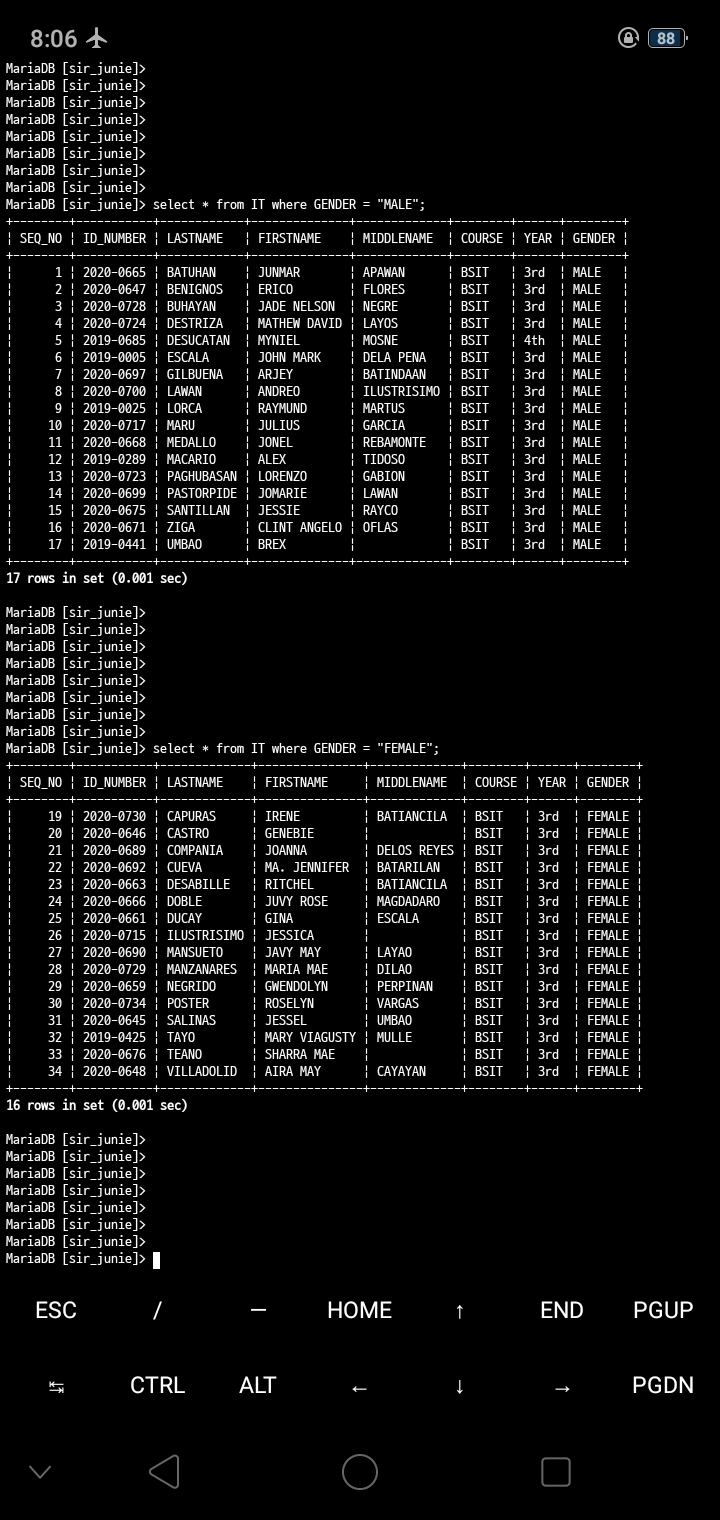 8:06 88
MariaDB [sir_junie]>
MariaDB [sir_junie]>
MariaDB [sir_junie]>
MariaDB [sir_junie]>
MariaDB [sir_junie]>
MariaDB [sir_junie]>
MariaDB [sir_junie]>
MariaDB [sir_junie]>
MariaDB [sir_junie]> select * from IT where GENDER = "MALE";
+--------+-----------+------------+--------------+-------------+--------+------+--------+
¦ SEQ_NO ¦ ID_NUMBER ¦ LASTNAME   ¦ FIRSTNAME    ¦ MIDDLENAME  ¦ COURSE ¦ YEAR ¦ GENDER ¦
+--------+-----------+------------+--------------+-------------+--------+------+--------+
¦      1 ¦ 2020-0665 ¦ BATUHAN    ¦ JUNMAR       ¦ APAWAN      ¦ BSIT   ¦ 3rd  ¦ MALE   ¦
¦      2 ¦ 2020-0647 ¦ BENIGNOS   ¦ ERICO        ¦ FLORES      ¦ BSIT   ¦ 3rd  ¦ MALE   ¦
¦      3 ¦ 2020-0728 ¦ BUHAYAN    ¦ JADE NELSON  ¦ NEGRE       ¦ BSIT   ¦ 3rd  ¦ MALE   ¦
¦      4 ¦ 2020-0724 ¦ DESTRIZA   ¦ MATHEW DAVID ¦ LAYOS       ¦ BSIT   ¦ 3rd  ¦ MALE   ¦
¦      5 ¦ 2019-0685 ¦ DESUCATAN  ¦ MYNIEL       ¦ MOSNE       ¦ BSIT   ¦ 4th  ¦ MALE   ¦
¦      6 ¦ 2019-0005 ¦ ESCALA     ¦ JOHN MARK    ¦ DELA PENA   ¦ BSIT   ¦ 3rd  ¦ MALE   ¦
¦      7 ¦ 2020-0697 ¦ GILBUENA   ¦ ARJEY        ¦ BATINDAAN   ¦ BSIT   ¦ 3rd  ¦ MALE   ¦
¦      8 ¦ 2020-0700 ¦ LAWAN      ¦ ANDREO       ¦ ILUSTRISIMO ¦ BSIT   ¦ 3rd  ¦ MALE   ¦
¦      9 ¦ 2019-0025 ¦ LORCA      ¦ RAYMUND      ¦ MARTUS      ¦ BSIT   ¦ 3rd  ¦ MALE   ¦
¦     10 ¦ 2020-0717 ¦ MARU       ¦ JULIUS       ¦ GARCIA      ¦ BSIT   ¦ 3rd  ¦ MALE   ¦
¦     11 ¦ 2020-0668 ¦ MEDALLO    ¦ JONEL        ¦ REBAMONTE   ¦ BSIT   ¦ 3rd  ¦ MALE   ¦
¦     12 ¦ 2019-0289 ¦ MACARIO    ¦ ALEX         ¦ TIDOSO      ¦ BSIT   ¦ 3rd  ¦ MALE   ¦
¦     13 ¦ 2020-0723 ¦ PAGHUBASAN ¦ LORENZO      ¦ GABION      ¦ BSIT   ¦ 3rd  ¦ MALE   ¦
¦     14 ¦ 2020-0699 ¦ PASTORPIDE ¦ JOMARIE      ¦ LAWAN       ¦ BSIT   ¦ 3rd  ¦ MALE   ¦
¦     15 ¦ 2020-0675 ¦ SANTILLAN  ¦ JESSIE       ¦ RAYCO       ¦ BSIT   ¦ 3rd  ¦ MALE   ¦
¦     16 ¦ 2020-0671 ¦ ZIGA       ¦ CLINT ANGELO ¦ OFLAS       ¦ BSIT   ¦ 3rd  ¦ MALE   ¦
¦     17 ¦ 2019-0441 ¦ UMBAO      ¦ BREX         ¦             ¦ BSIT   ¦ 3rd  ¦ MALE   ¦
+--------+-----------+------------+--------------+-------------+--------+------+--------+
17 rows in set (0.001 sec)
MariaDB [sir_junie]>
MariaDB [sir_junie]>
MariaDB [sir_junie]>
MariaDB [sir_junie]>
MariaDB [sir_junie]>
MariaDB [sir_junie]>
MariaDB [sir_junie]>
MariaDB [sir_junie]>
MariaDB [sir_junie]> select * from IT where GENDER = "FEMALE";
+--------+-----------+-------------+---------------+-------------+--------+------+--------+
¦ SEQ_NO ¦ ID_NUMBER ¦ LASTNAME    ¦ FIRSTNAME     ¦ MIDDLENAME  ¦ COURSE ¦ YEAR ¦ GENDER ¦
+--------+-----------+-------------+---------------+-------------+--------+------+--------+
¦     19 ¦ 2020-0730 ¦ CAPURAS     ¦ IRENE         ¦ BATIANCILA  ¦ BSIT   ¦ 3rd  ¦ FEMALE ¦
¦     20 ¦ 2020-0646 ¦ CASTRO      ¦ GENEBIE       ¦             ¦ BSIT   ¦ 3rd  ¦ FEMALE ¦
¦     21 ¦ 2020-0689 ¦ COMPANIA    ¦ JOANNA        ¦ DELOS REYES ¦ BSIT   ¦ 3rd  ¦ FEMALE ¦
¦     22 ¦ 2020-0692 ¦ CUEVA       ¦ MA. JENNIFER  ¦ BATARILAN   ¦ BSIT   ¦ 3rd  ¦ FEMALE ¦
¦     23 ¦ 2020-0663 ¦ DESABILLE   ¦ RITCHEL       ¦ BATIANCILA  ¦ BSIT   ¦ 3rd  ¦ FEMALE ¦
¦     24 ¦ 2020-0666 ¦ DOBLE       ¦ JUVY ROSE     ¦ MAGDADARO   ¦ BSIT   ¦ 3rd  ¦ FEMALE ¦
¦     25 ¦ 2020-0661 ¦ DUCAY       ¦ GINA          ¦ ESCALA      ¦ BSIT   ¦ 3rd  ¦ FEMALE ¦
¦     26 ¦ 2020-0715 ¦ ILUSTRISIMO ¦ JESSICA       ¦             ¦ BSIT   ¦ 3rd  ¦ FEMALE ¦
¦     27 ¦ 2020-0690 ¦ MANSUETO    ¦ JAVY MAY      ¦ LAYAO       ¦ BSIT   ¦ 3rd  ¦ FEMALE ¦
¦     28 ¦ 2020-0729 ¦ MANZANARES  ¦ MARIA MAE     ¦ DILAO       ¦ BSIT   ¦ 3rd  ¦ FEMALE ¦
¦     29 ¦ 2020-0659 ¦ NEGRIDO     ¦ GWENDOLYN     ¦ PERPINAN    ¦ BSIT   ¦ 3rd  ¦ FEMALE ¦
¦     30 ¦ 2020-0734 ¦ POSTER      ¦ ROSELYN       ¦ VARGAS      ¦ BSIT   ¦ 3rd  ¦ FEMALE ¦
¦     31 ¦ 2020-0645 ¦ SALINAS     ¦ JESSEL        ¦ UMBAO       ¦ BSIT   ¦ 3rd  ¦ FEMALE ¦
¦     32 ¦ 2019-0425 ¦ TAYO        ¦ MARY VIAGUSTY ¦ MULLE       ¦ BSIT   ¦ 3rd  ¦ FEMALE ¦
¦     33 ¦ 2020-0676 ¦ TEANO       ¦ SHARRA MAE    ¦             ¦ BSIT   ¦ 3rd  ¦ FEMALE ¦
¦     34 ¦ 2020-0648 ¦ VILLADOLID  ¦ AIRA MAY      ¦ CAYAYAN     ¦ BSIT   ¦ 3rd  ¦ FEMALE ¦
+--------+-----------+-------------+---------------+-------------+--------+------+--------+
16 rows in set (0.001 sec)
MariaDB [sir_junie]>
MariaDB [sir_junie]>
MariaDB [sir_junie]>
MariaDB [sir_junie]>
MariaDB [sir_junie]>
MariaDB [sir_junie]>
MariaDB [sir_junie]>
MariaDB [sir_junie]>
ESC / — HOME ↑ END PGUP
↹ CTRL ALT ← ↓ → PGDN